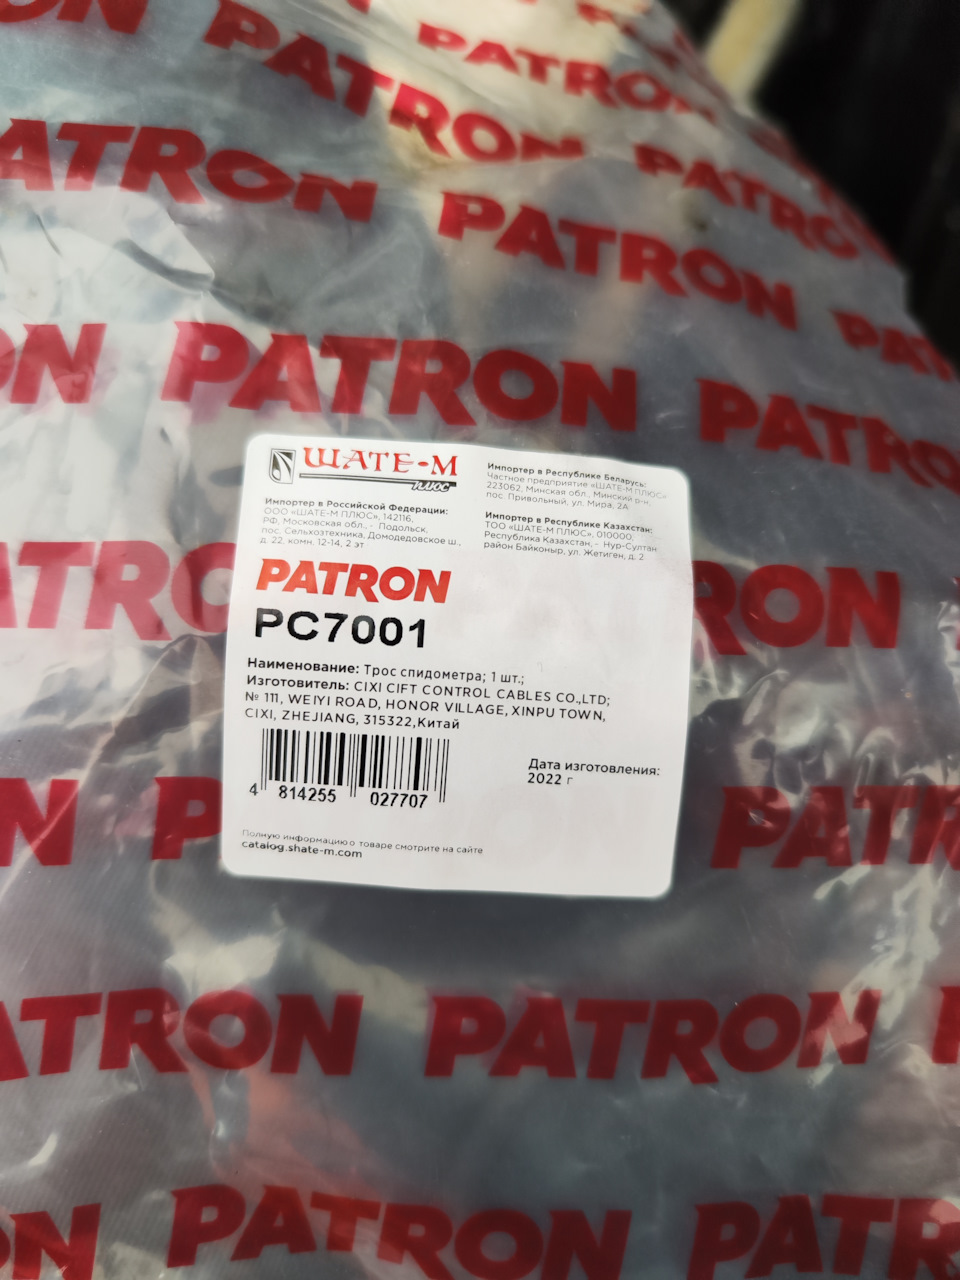 PATRON
PATRON
PATRON
PATRON
PATRON
PATRON
PATRON
ШАТЕ-М
ПЛЮС
Импортер в Российской Федерации:
ООО «ШАТЕ-М ПЛЮС», 142116,
РФ, Московская обл., - Подольск,
пос. Сельхозтехника, Домодедовское ш.,
д. 22, комн. 12-14, 2 эт
Импортер в Республике Беларусь:
Частное предприятие «ШАТЕ-М ПЛЮС»
223062, Минская обл., Минский р-н,
пос. Привольный, ул. Мира, 2А
Импортер в Республике Казахстан:
ТОО «ШАТЕ-М ПЛЮС», 010000,
Республика Казахстан, - Нур-Султан
район Байконыр, ул. Жетиген, д. 2
PATRON
PC7001
Наименование: Трос спидометра; 1 шт.;
Изготовитель: CIXI CIFT CONTROL CABLES CO.,LTD;
№ 111, WEIYI ROAD, HONOR VILLAGE, XINPU TOWN,
CIXI, ZHEJIANG, 315322,Китай
Дата изготовления:
2022 г
4 814255 027707
Полную информацию о товаре смотрите на сайте
catalog.shate-m.com
PATRON
PATRON
PATRON